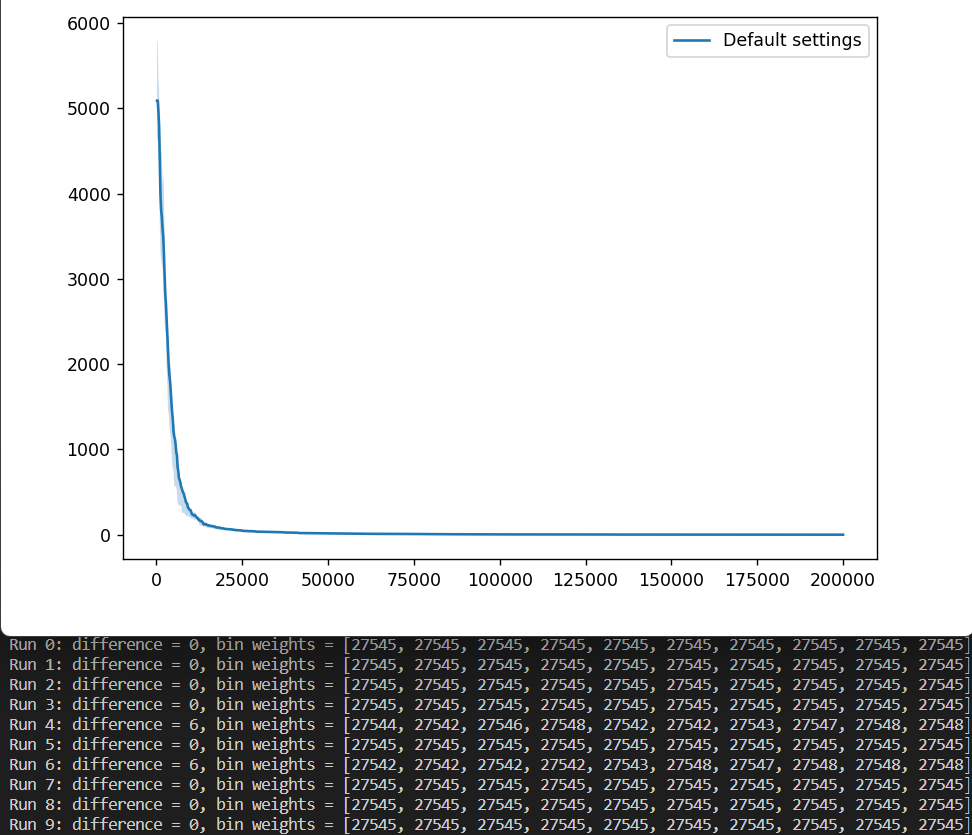 6000
Default settings
5000
4000
3000
2000
1000
0
0 25000 50000 75000 100000 125000 150000 175000 200000
Run 0: difference = 0, bin weights = [27545, 27545, 27545, 27545, 27545, 27545, 27545, 27545, 27545, 27545]
Run 1: difference = 0, bin weights = [27545, 27545, 27545, 27545, 27545, 27545, 27545, 27545, 27545, 27545]
Run 2: difference = 0, bin weights = [27545, 27545, 27545, 27545, 27545, 27545, 27545, 27545, 27545, 27545]
Run 3: difference = 0, bin weights = [27545, 27545, 27545, 27545, 27545, 27545, 27545, 27545, 27545, 27545]
Run 4: difference = 6, bin weights = [27544, 27542, 27546, 27548, 27542, 27542, 27543, 27547, 27548, 27548]
Run 5: difference = 0, bin weights = [27545, 27545, 27545, 27545, 27545, 27545, 27545, 27545, 27545, 27545]
Run 6: difference = 6, bin weights = [27542, 27542, 27542, 27542, 27543, 27548, 27547, 27548, 27548, 27548]
Run 7: difference = 0, bin weights = [27545, 27545, 27545, 27545, 27545, 27545, 27545, 27545, 27545, 27545]
Run 8: difference = 0, bin weights = [27545, 27545, 27545, 27545, 27545, 27545, 27545, 27545, 27545, 27545]
Run 9: difference = 0, bin weights = [27545, 27545, 27545, 27545, 27545, 27545, 27545, 27545, 27545, 27545]